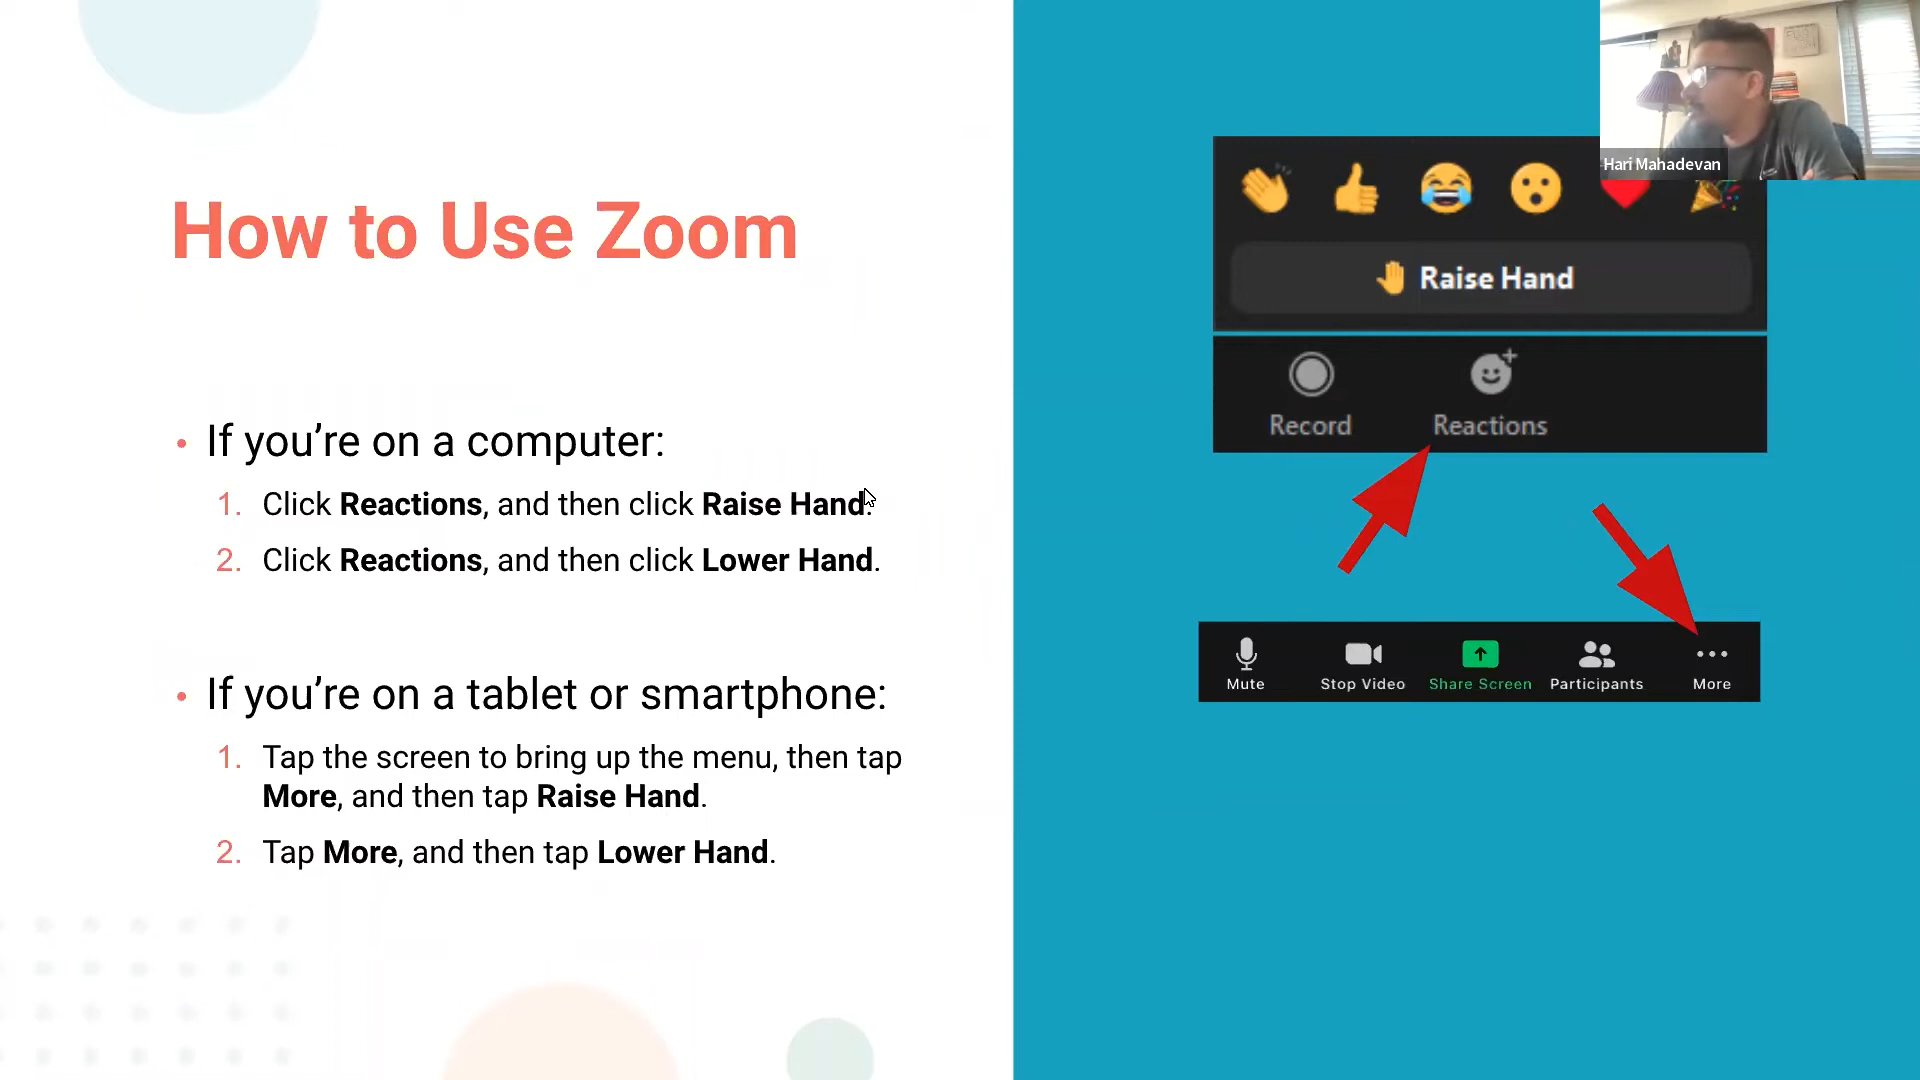 How to Use Zoom
• If you’re on a computer:
1. Click Reactions, and then click Raise Hand.
2. Click Reactions, and then click Lower Hand.
• If you’re on a tablet or smartphone:
1. Tap the screen to bring up the menu, then tap
More, and then tap Raise Hand.
2. Tap More, and then tap Lower Hand.
Hari Mahadevan
Raise Hand
Record Reactions
Mute Stop Video Share Screen Participants More